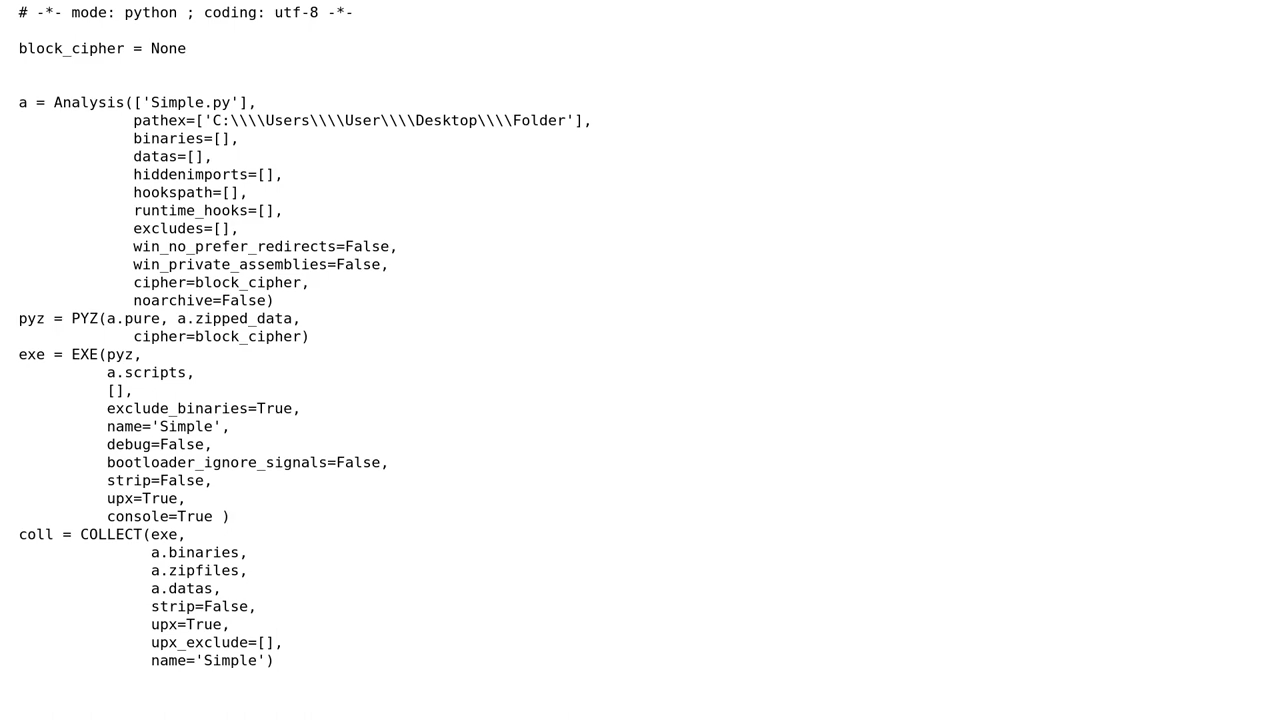 # -*- mode: python ; coding: utf-8 -*-
block_cipher = None
a = Analysis(['Simple.py'],
pathex=['C:\\\\Users\\\\User\\\\Desktop\\\\Folder'],
binaries=[],
datas=[],
hiddenimports=[],
hookspath=[],
runtime_hooks=[],
excludes=[],
win_no_prefer_redirects=False,
win_private_assemblies=False,
cipher=block_cipher,
noarchive=False)
pyz = PYZ(a.pure, a.zipped_data,
cipher=block_cipher)
exe = EXE(pyz,
a.scripts,
[],
exclude_binaries=True,
name='Simple',
debug=False,
bootloader_ignore_signals=False,
strip=False,
upx=True,
console=True )
coll = COLLECT(exe,
a.binaries,
a.zipfiles,
a.datas,
strip=False,
upx=True,
upx_exclude=[],
name='Simple')